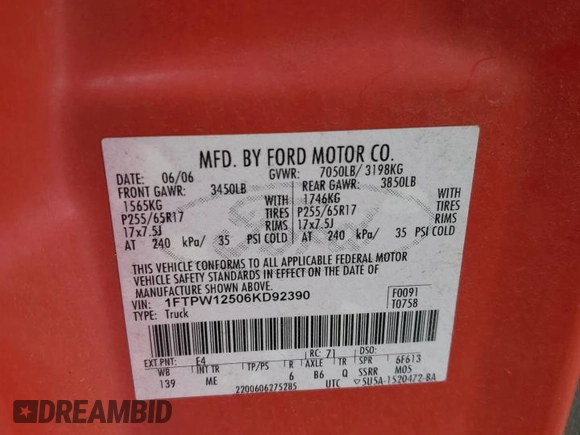 MFD. BY FORD MOTOR CO.
DATE: 06/06 GVWR: 7050LB/ 3198KG
FRONT GAWR: 3450LB REAR GAWR: 3850LB
1565KG WITH 1746KG WITH
P255/65R17 TIRES P255/65R17 TIRES
17x7.5J RIMS 17x7.5J RIMS
AT 240 kPa/ 35 PSI COLD AT 240 kPa/ 35 PSI COLD
THIS VEHICLE CONFORMS TO ALL APPLICABLE FEDERAL MOTOR
VEHICLE SAFETY STANDARDS IN EFFECT ON THE DATE OF
MANUFACTURE SHOWN ABOVE.
VIN: 1FTPW12506KD92390 F0091
TYPE: Truck T0758
EXT PNT: E4 RC: 71 DSO:
WB INT TR TP/PS R AXLE TR SPR 6F613
139 ME 6 B6 Q SSRR M05
2200606275285 UTC ▽SU5A-1520472-BA
Ford
DREAMBID